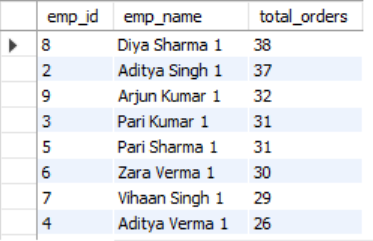 emp_id emp_name total_orders
8 Diya Sharma 1 38
2 Aditya Singh 1 37
9 Arjun Kumar 1 32
3 Pari Kumar 1 31
5 Pari Sharma 1 31
6 Zara Verma 1 30
7 Vihaan Singh 1 29
4 Aditya Verma 1 26